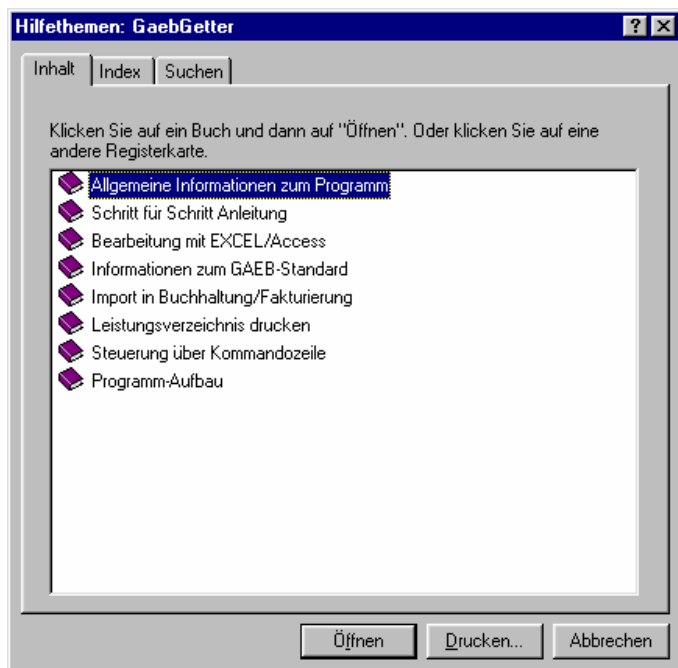 Hilfethemen: GaebGetter
Inhalt
Index
Suchen
Klicken Sie auf ein Buch und dann auf "Öffnen". Oder klicken Sie auf eine
andere Registerkarte.
Allgemeine Informationen zum Programm
Schritt für Schritt Anleitung
Bearbeitung mit EXCEL/Access
Informationen zum GAEB-Standard
Import in Buchhaltung/Fakturierung
Leistungsverzeichnis drucken
Steuerung über Kommandozeile
Programm-Aufbau
Öffnen
Drucken...
Abbrechen